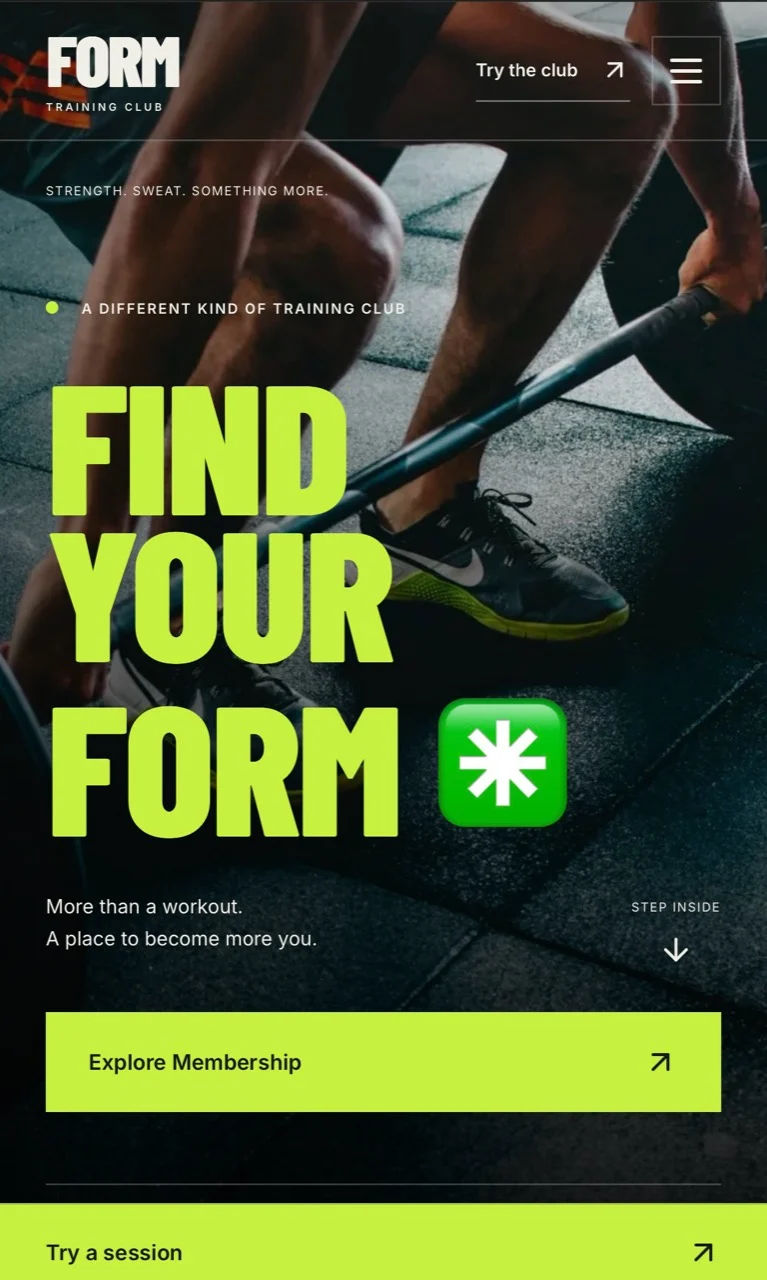 FORM
TRAINING CLUB
Try the club
STRENGTH. SWEAT. SOMETHING MORE.
A DIFFERENT KIND OF TRAINING CLUB
FIND
YOUR
FORM ✳️
More than a workout.
A place to become more you.
STEP INSIDE
Explore Membership
Try a session